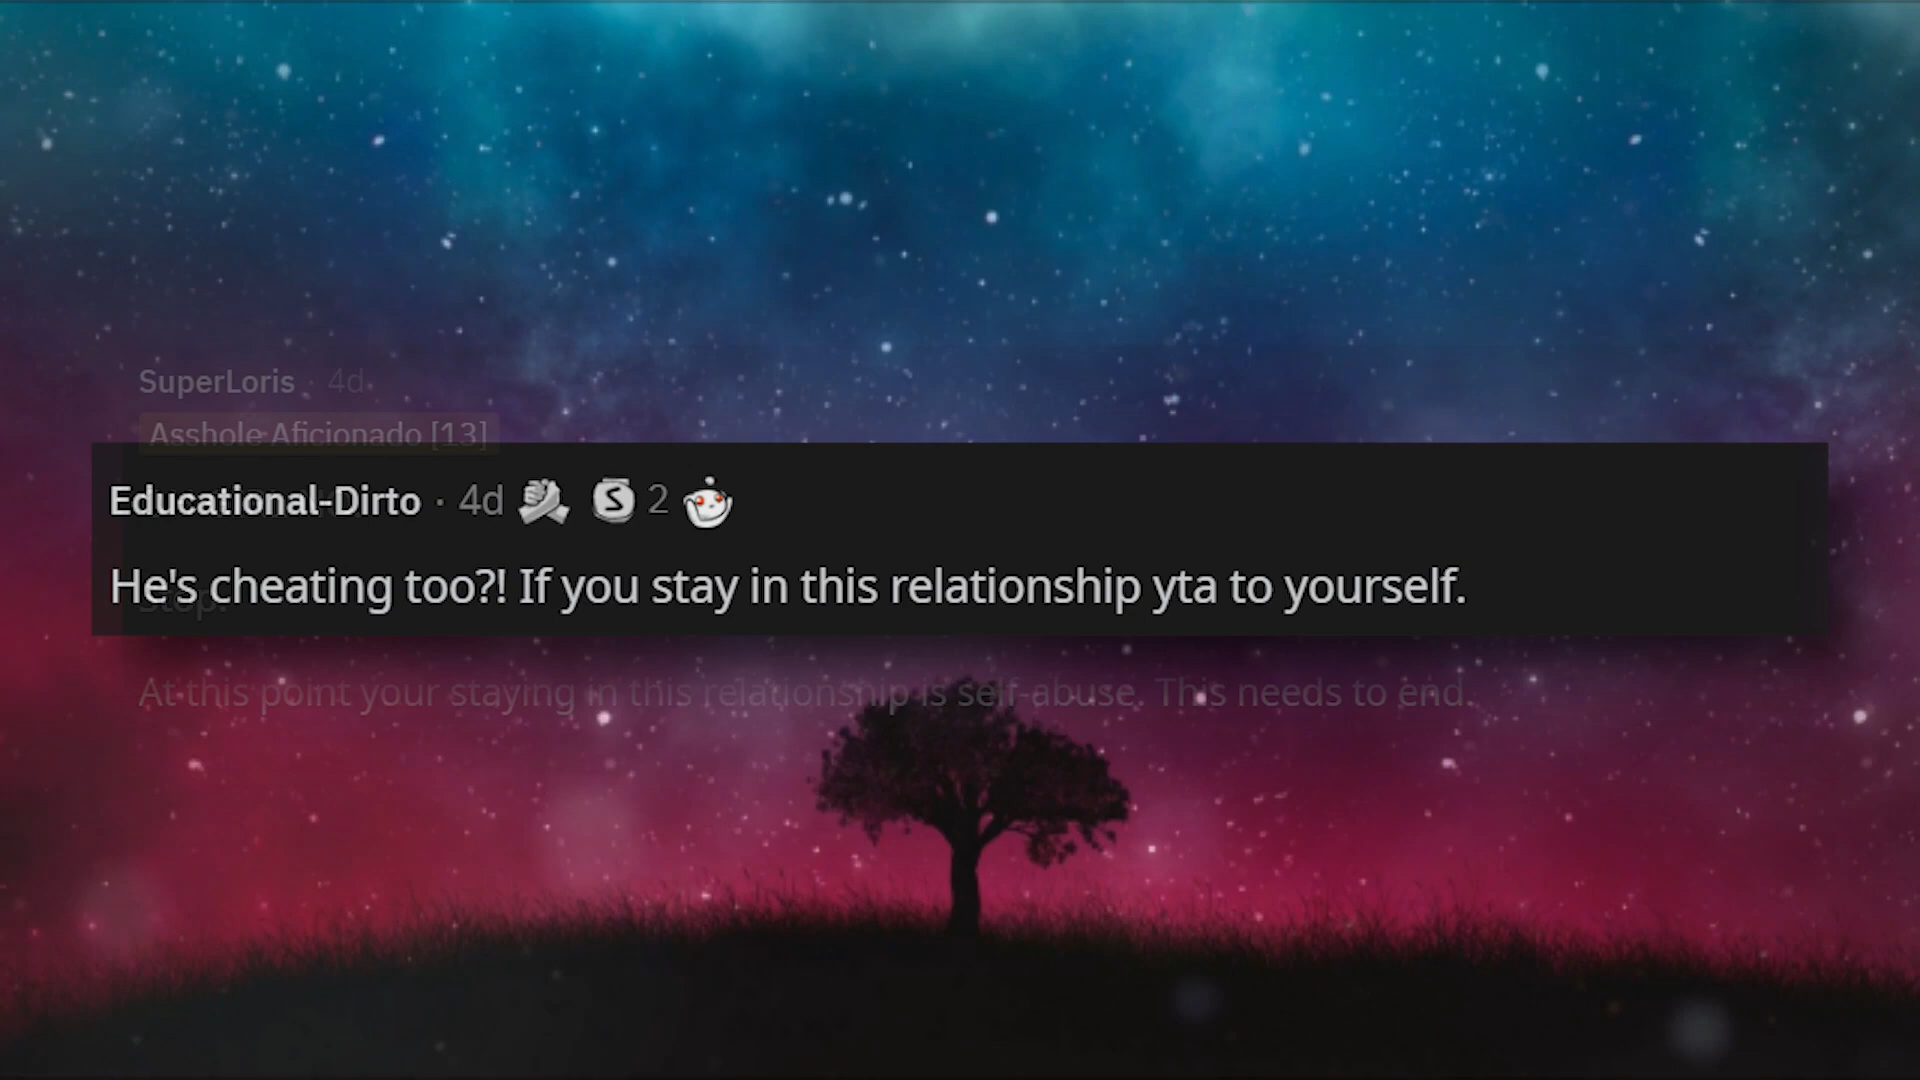 SuperLoris · 4d
Asshole Aficionado [13]
Educational-Dirto · 4d 2
He's cheating too?! If you stay in this relationship yta to yourself.
Stop.
At this point your staying in this relationship is self-abuse. This needs to end.